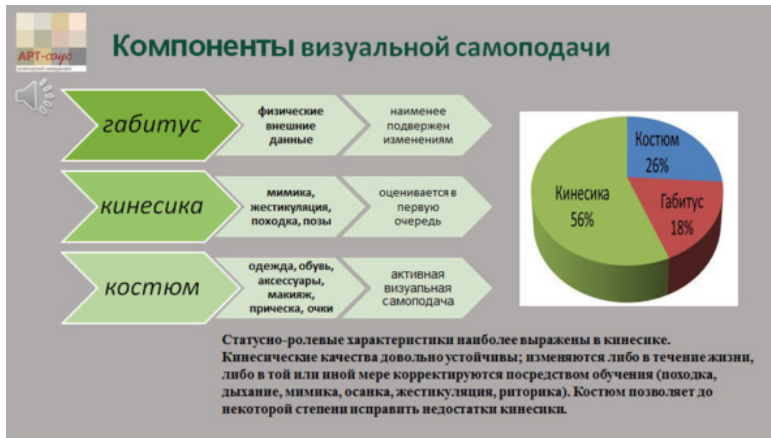 АРТ-союз
Компоненты визуальной самоподачи
габитус
физические
внешние
данные
наименее
подвержен
изменениям
кинесика
мимика,
жестикуляция,
походка, позы
оценивается в
первую
очередь
костюм
одежда, обувь,
аксессуары,
макияж,
прическа, очки
активная
визуальная
самоподача
Костюм
26%
Габитус
18%
Кинесика
56%
Статусно-ролевые характеристики наиболее выражены в кинесике.
Кинесические качества довольно устойчивы; изменяются либо в течение жизни,
либо в той или иной мере корректируются посредством обучения (походка,
дыхание, мимика, осанка, жестикуляция, риторика). Костюм позволяет до
некоторой степени исправить недостатки кинесики.